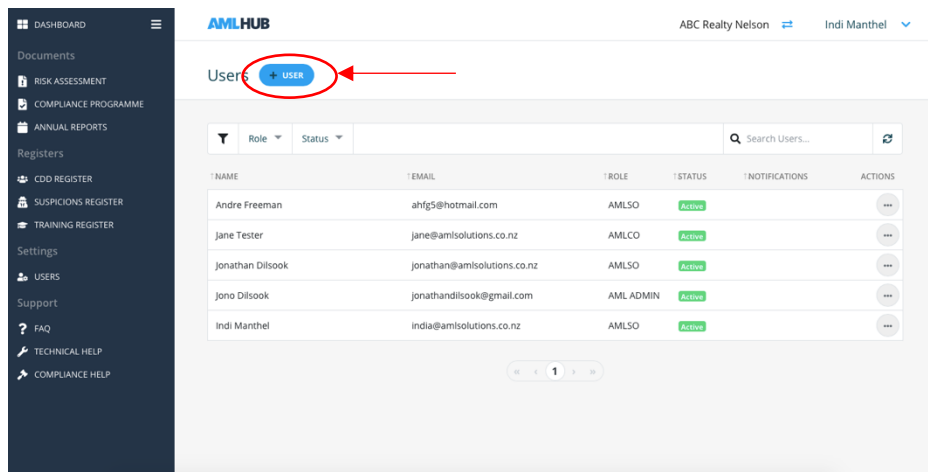 DASHBOARD
Documents
RISK ASSESSMENT
COMPLIANCE PROGRAMME
ANNUAL REPORTS
Registers
CDD REGISTER
SUSPICIONS REGISTER
TRAINING REGISTER
Settings
USERS
Support
FAQ
TECHNICAL HELP
COMPLIANCE HELP
AMLHUB
ABC Realty Nelson
Indi Manthel
Users
+ USER
Role
Status
Search Users...
NAME EMAIL ROLE STATUS NOTIFICATIONS ACTIONS
Andre Freeman ahfg5@hotmail.com AMLSO Active
Jane Tester jane@amlsolutions.co.nz AMLCO Active
Jonathan Dilsook jonathan@amlsolutions.co.nz AMLSO Active
Jono Dilsook jonathandilsook@gmail.com AML ADMIN Active
Indi Manthel india@amlsolutions.co.nz AMLSO Active
« ‹ 1 › »